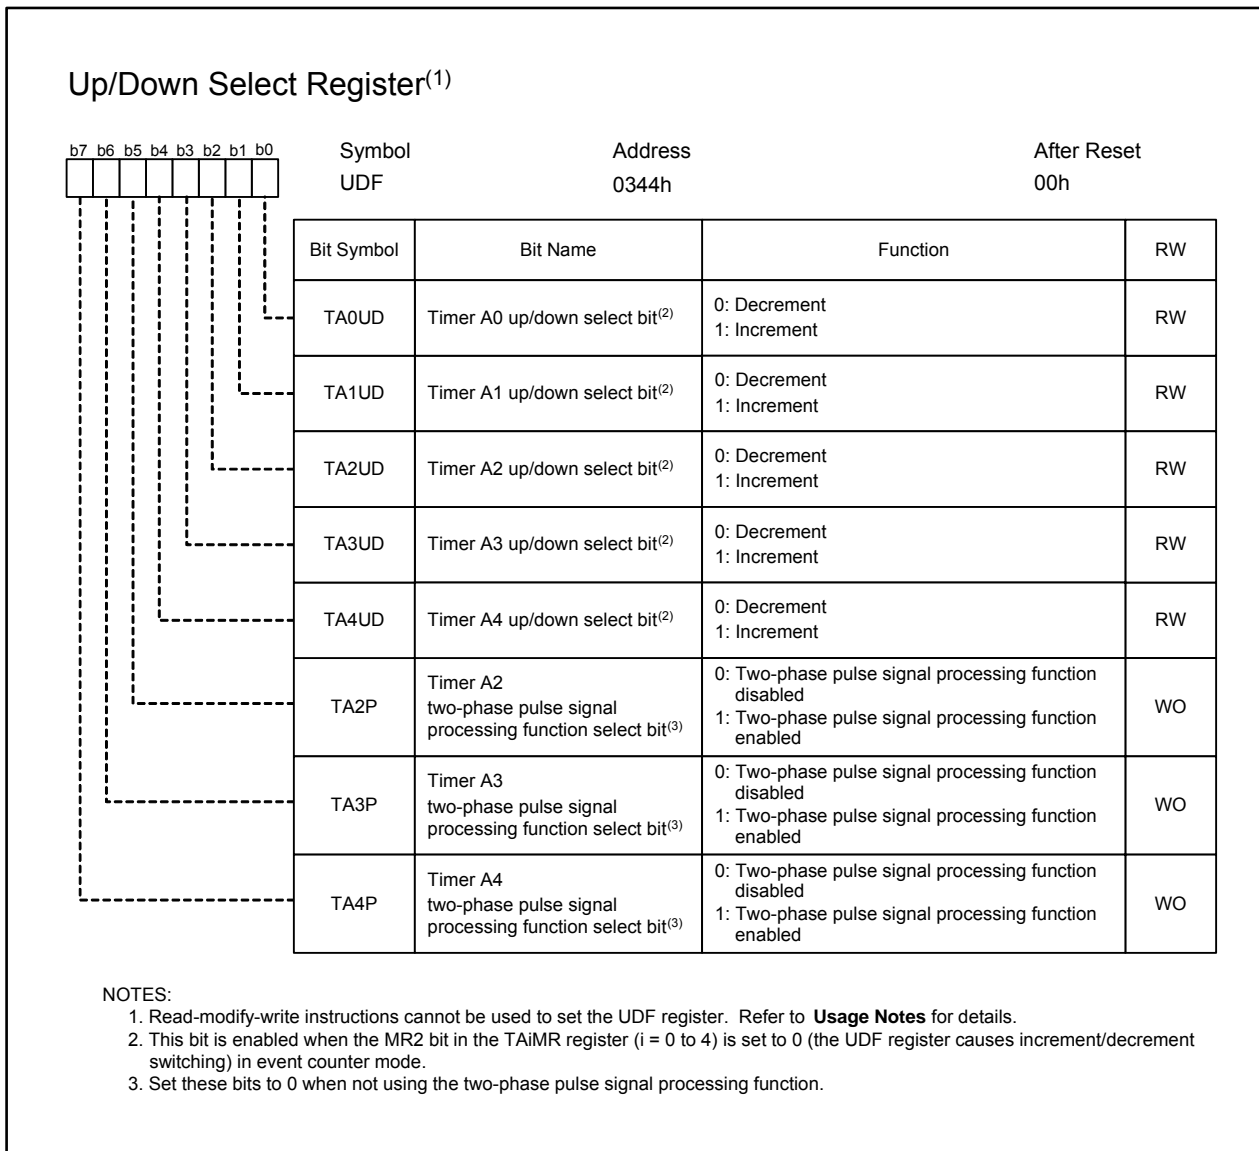 Up/Down Select Register(1)
b7 b6 b5 b4 b3 b2 b1 b0
Symbol Address After Reset
UDF 0344h 00h
Bit Symbol Bit Name Function RW
TA0UD Timer A0 up/down select bit(2) 0: Decrement
1: Increment RW
TA1UD Timer A1 up/down select bit(2) 0: Decrement
1: Increment RW
TA2UD Timer A2 up/down select bit(2) 0: Decrement
1: Increment RW
TA3UD Timer A3 up/down select bit(2) 0: Decrement
1: Increment RW
TA4UD Timer A4 up/down select bit(2) 0: Decrement
1: Increment RW
TA2P
Timer A2
two-phase pulse signal
processing function select bit(3)
0: Two-phase pulse signal processing function
disabled
1: Two-phase pulse signal processing function
enabled
WO
TA3P
Timer A3
two-phase pulse signal
processing function select bit(3)
0: Two-phase pulse signal processing function
disabled
1: Two-phase pulse signal processing function
enabled
WO
TA4P
Timer A4
two-phase pulse signal
processing function select bit(3)
0: Two-phase pulse signal processing function
disabled
1: Two-phase pulse signal processing function
enabled
WO
NOTES:
1. Read-modify-write instructions cannot be used to set the UDF register. Refer to Usage Notes for details.
2. This bit is enabled when the MR2 bit in the TAiMR register (i = 0 to 4) is set to 0 (the UDF register causes increment/decrement
switching) in event counter mode.
3. Set these bits to 0 when not using the two-phase pulse signal processing function.